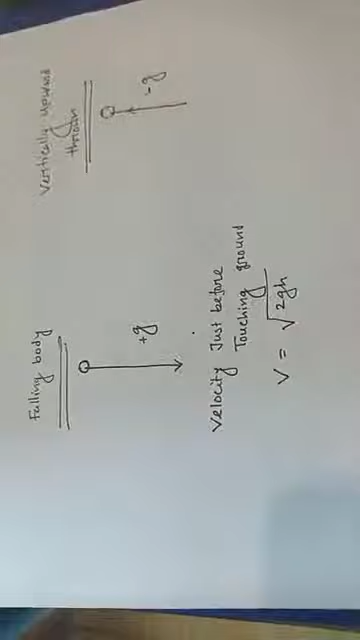 Falling body
+g
Velocity Just before
Touching ground
V = √2gh
Vertically upward
thrown
-g